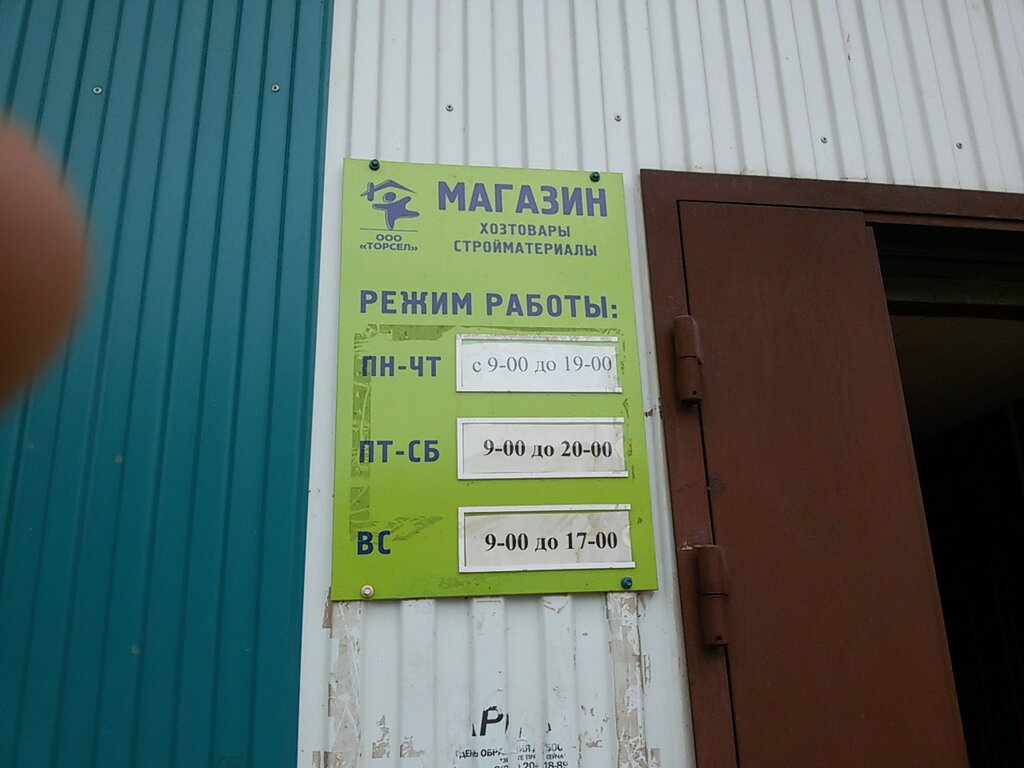 МАГАЗИН
ХОЗТОВАРЫ
СТРОЙМАТЕРИАЛЫ
ООО
«ТОРСЕЛ»
РЕЖИМ РАБОТЫ:
ПН-ЧТ с 9-00 до 19-00
ПТ-СБ 9-00 до 20-00
ВС 9-00 до 17-00